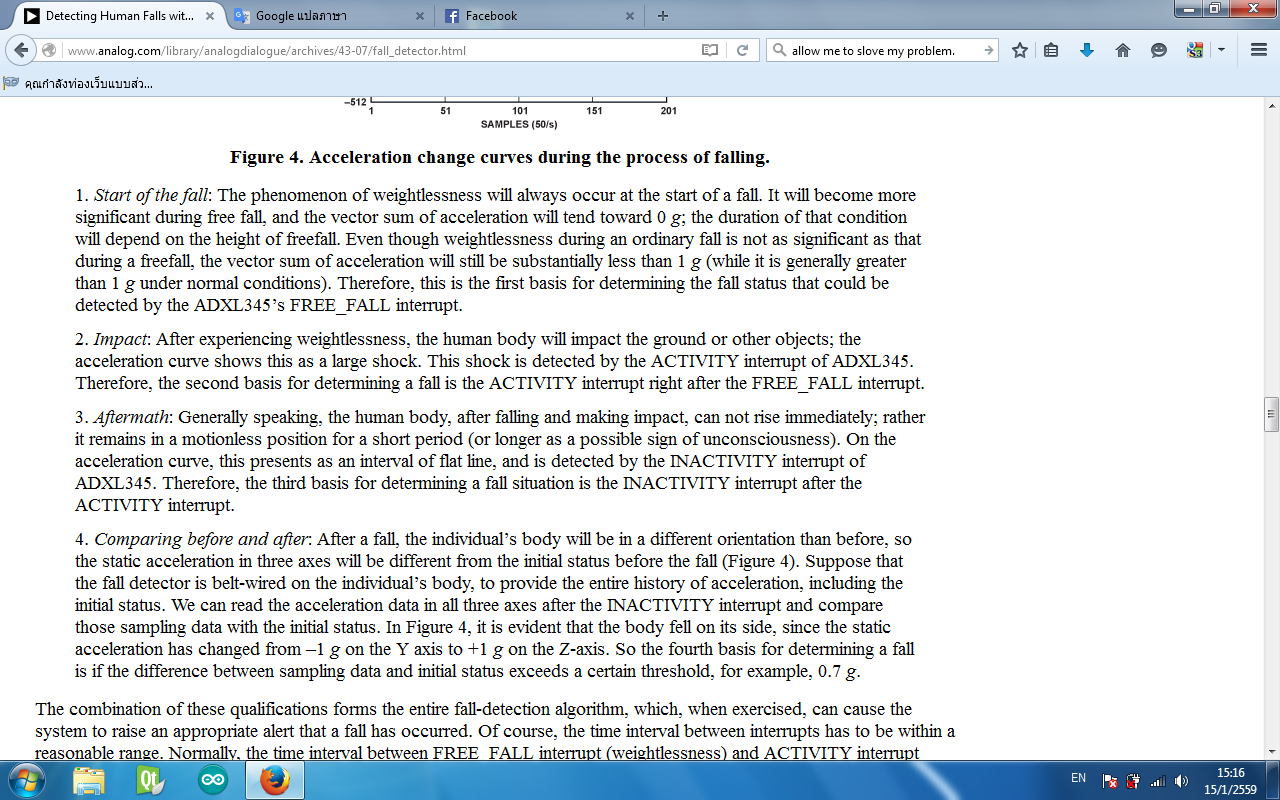 Detecting Human Falls wit...
Google แปลภาษา
Facebook
www.analog.com/library/analogdialogue/archives/43-07/fall_detector.html
allow me to slove my problem.
คุณกำลังท่องเว็บแบบส่ว...
–512
1 51 101 151 201
SAMPLES (50/s)
Figure 4. Acceleration change curves during the process of falling.
1. Start of the fall: The phenomenon of weightlessness will always occur at the start of a fall. It will become more
significant during free fall, and the vector sum of acceleration will tend toward 0 g; the duration of that condition
will depend on the height of freefall. Even though weightlessness during an ordinary fall is not as significant as that
during a freefall, the vector sum of acceleration will still be substantially less than 1 g (while it is generally greater
than 1 g under normal conditions). Therefore, this is the first basis for determining the fall status that could be
detected by the ADXL345’s FREE_FALL interrupt.
2. Impact: After experiencing weightlessness, the human body will impact the ground or other objects; the
acceleration curve shows this as a large shock. This shock is detected by the ACTIVITY interrupt of ADXL345.
Therefore, the second basis for determining a fall is the ACTIVITY interrupt right after the FREE_FALL interrupt.
3. Aftermath: Generally speaking, the human body, after falling and making impact, can not rise immediately; rather
it remains in a motionless position for a short period (or longer as a possible sign of unconsciousness). On the
acceleration curve, this presents as an interval of flat line, and is detected by the INACTIVITY interrupt of
ADXL345. Therefore, the third basis for determining a fall situation is the INACTIVITY interrupt after the
ACTIVITY interrupt.
4. Comparing before and after: After a fall, the individual’s body will be in a different orientation than before, so
the static acceleration in three axes will be different from the initial status before the fall (Figure 4). Suppose that
the fall detector is belt-wired on the individual’s body, to provide the entire history of acceleration, including the
initial status. We can read the acceleration data in all three axes after the INACTIVITY interrupt and compare
those sampling data with the initial status. In Figure 4, it is evident that the body fell on its side, since the static
acceleration has changed from –1 g on the Y axis to +1 g on the Z-axis. So the fourth basis for determining a fall
is if the difference between sampling data and initial status exceeds a certain threshold, for example, 0.7 g.
The combination of these qualifications forms the entire fall-detection algorithm, which, when exercised, can cause the
system to raise an appropriate alert that a fall has occurred. Of course, the time interval between interrupts has to be within a
reasonable range. Normally, the time interval between FREE_FALL interrupt (weightlessness) and ACTIVITY interrupt
EN
15:16
15/1/2559